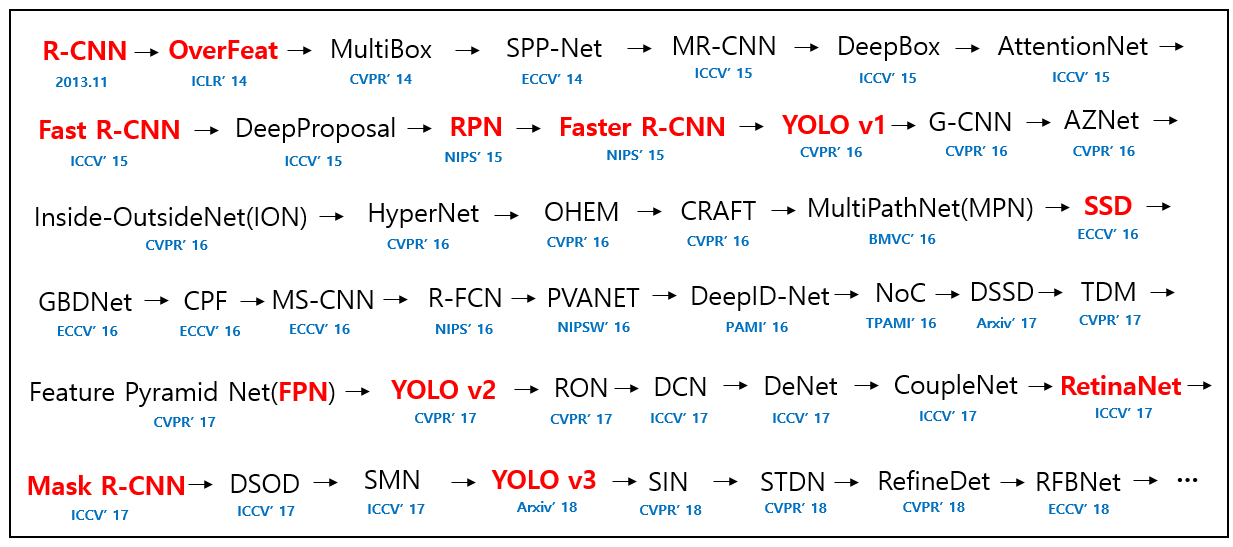 R-CNN → OverFeat → MultiBox → SPP-Net → MR-CNN → DeepBox → AttentionNet →
2013.11 ICLR' 14 CVPR' 14 ECCV' 14 ICCV' 15 ICCV' 15 ICCV' 15
Fast R-CNN → DeepProposal → RPN → Faster R-CNN → YOLO v1 → G-CNN → AZNet →
ICCV' 15 ICCV' 15 NIPS' 15 NIPS' 15 CVPR' 16 CVPR' 16 CVPR' 16
Inside-OutsideNet(ION) → HyperNet → OHEM → CRAFT → MultiPathNet(MPN) → SSD →
CVPR' 16 CVPR' 16 CVPR' 16 CVPR' 16 BMVC' 16 ECCV' 16
GBDNet → CPF → MS-CNN → R-FCN → PVANET → DeepID-Net → NoC → DSSD → TDM →
ECCV' 16 ECCV' 16 ECCV' 16 NIPS' 16 NIPSW' 16 PAMI' 16 TPAMI' 16 Arxiv' 17 CVPR' 17
Feature Pyramid Net(FPN) → YOLO v2 → RON → DCN → DeNet → CoupleNet → RetinaNet →
CVPR' 17 CVPR' 17 CVPR' 17 ICCV' 17 ICCV' 17 ICCV' 17 ICCV' 17
Mask R-CNN → DSOD → SMN → YOLO v3 → SIN → STDN → RefineDet → RFBNet → ⋯
ICCV' 17 ICCV' 17 ICCV' 17 Arxiv' 18 CVPR' 18 CVPR' 18 CVPR' 18 ECCV' 18